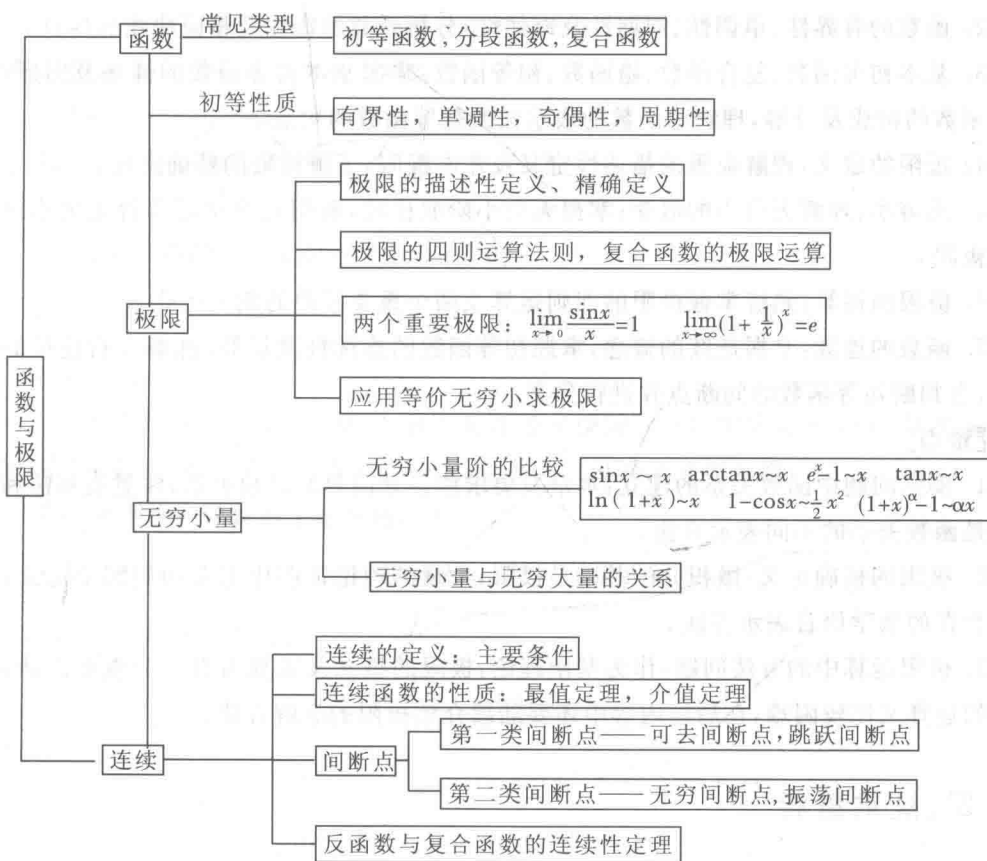 函数
常见类型
初等函数,分段函数,复合函数
初等性质
有界性,单调性,奇偶性,周期性
极限的描述性定义、精确定义
极限的四则运算法则,复合函数的极限运算
极限
两个重要极限:lim_{x→0} sinx/x=1 lim_{x→∞}(1+1/x)^x=e
应用等价无穷小求极限
函数与极限
无穷小量
无穷小量阶的比较
sinx~x arctanx~x e^x-1~x tanx~x
ln(1+x)~x 1-cosx~1/2 x² (1+x)^α-1~αx
无穷小量与无穷大量的关系
连续的定义:主要条件
连续函数的性质:最值定理,介值定理
连续
间断点
第一类间断点——可去间断点,跳跃间断点
第二类间断点——无穷间断点,振荡间断点
反函数与复合函数的连续性定理